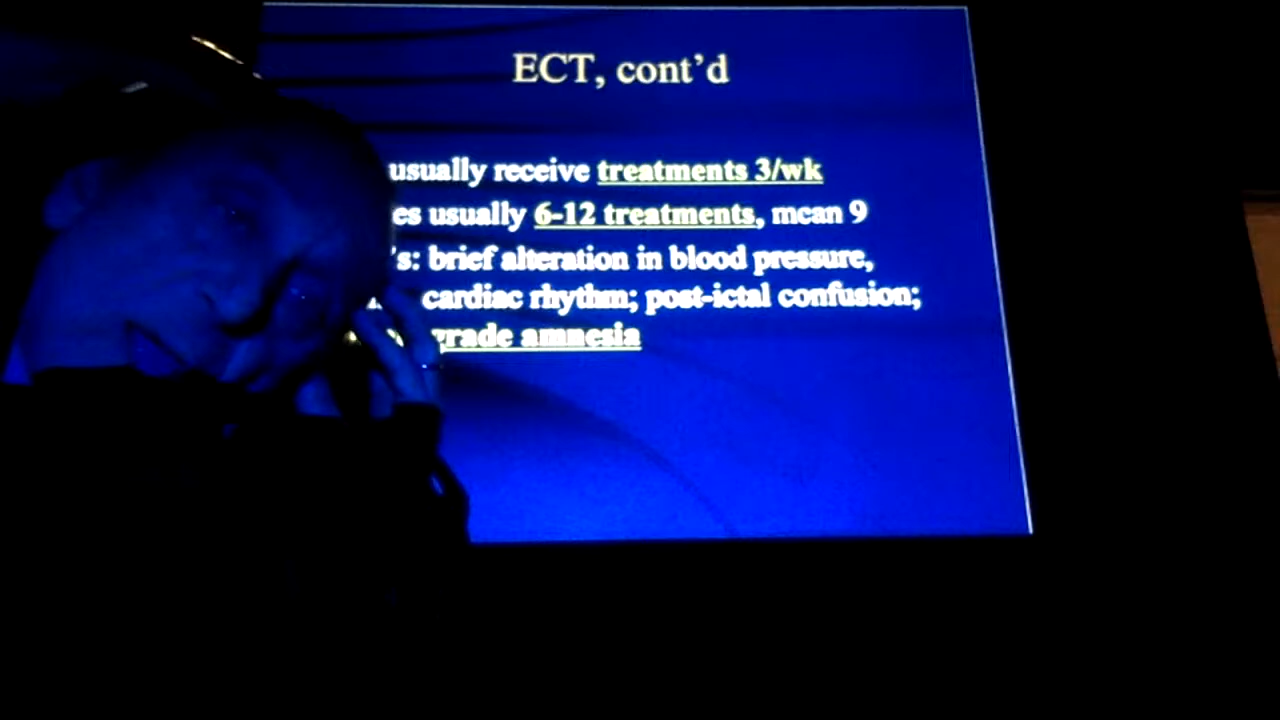 ECT, cont’d
usually receive treatments 3/wk
es usually 6-12 treatments, mean 9
's: brief alteration in blood pressure,
cardiac rhythm; post-ictal confusion;
grade amnesia